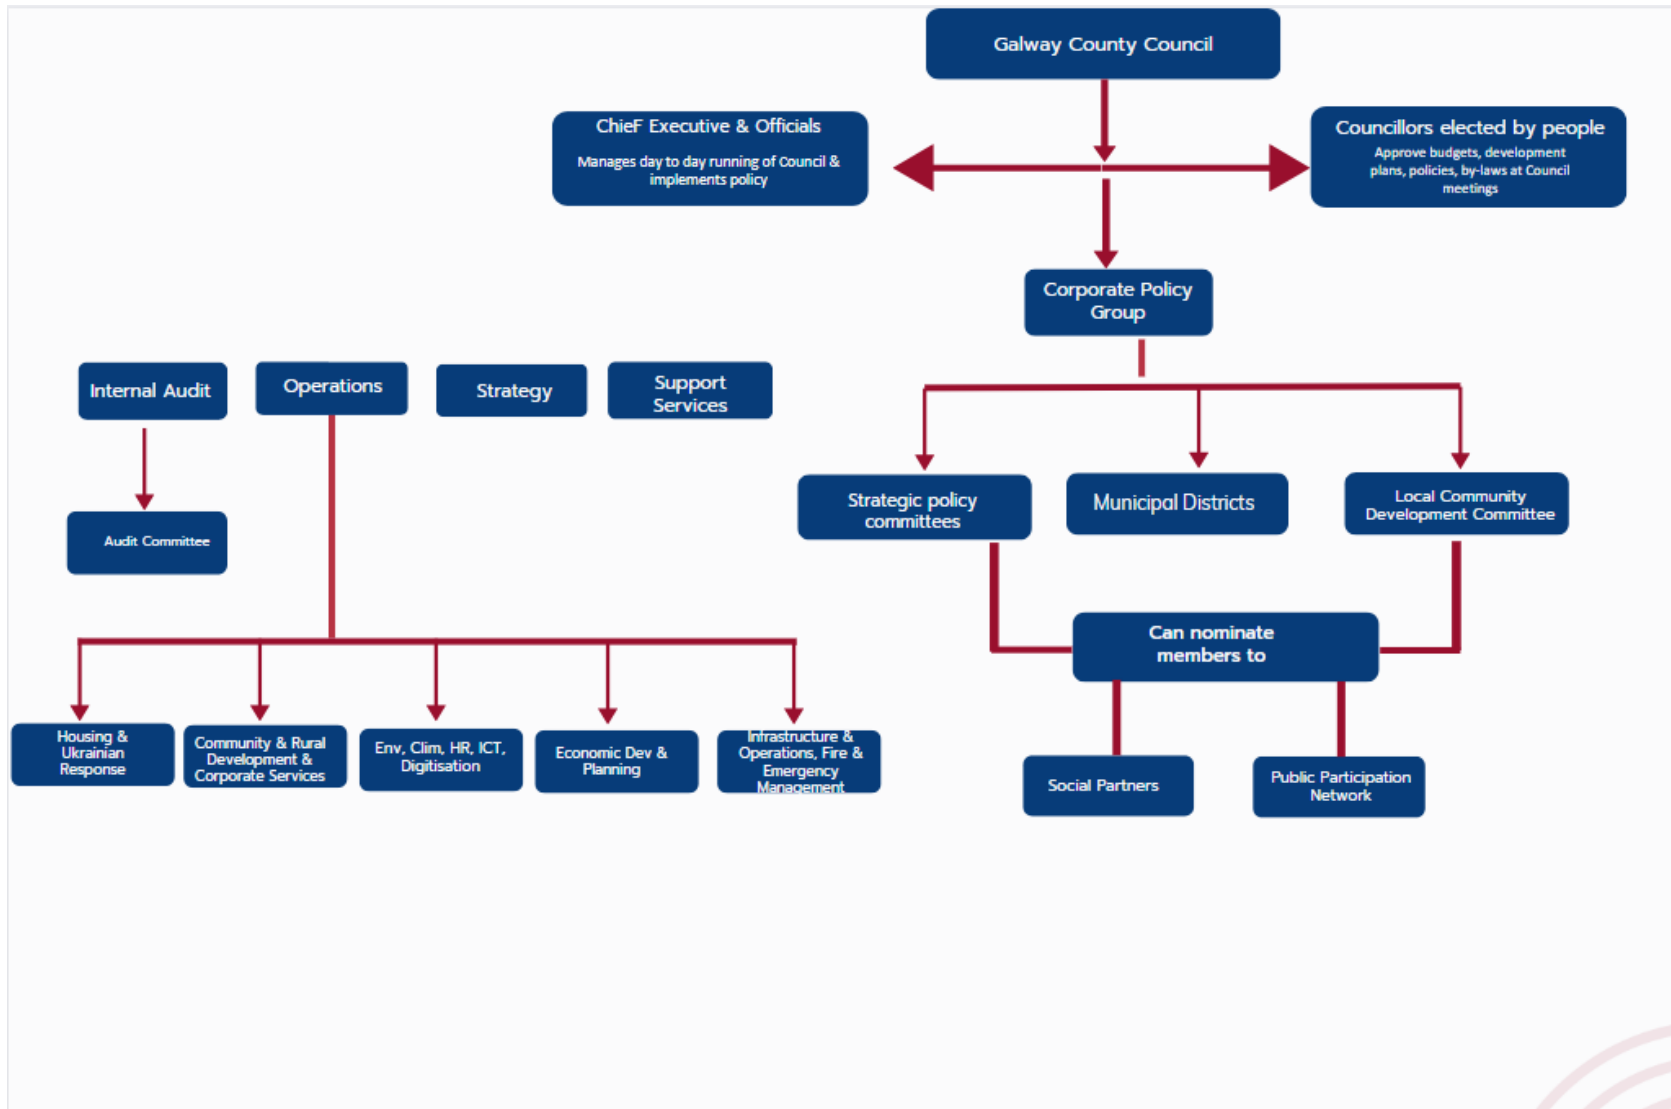 Galway County Council
ChieF Executive & Officials
Manages day to day running of Council &
implements policy
Councillors elected by people
Approve budgets, development
plans, policies, by-laws at Council
meetings
Corporate Policy
Group
Internal Audit
Operations
Strategy
Support
Services
Audit Committee
Strategic policy
committees
Municipal Districts
Local Community
Development Committee
Can nominate
members to
Housing &
Ukrainian
Response
Community & Rural
Development &
Corporate Services
Env, Clim, HR, ICT,
Digitisation
Economic Dev &
Planning
Infrastructure &
Operations, Fire &
Emergency
Management
Social Partners
Public Participation
Network